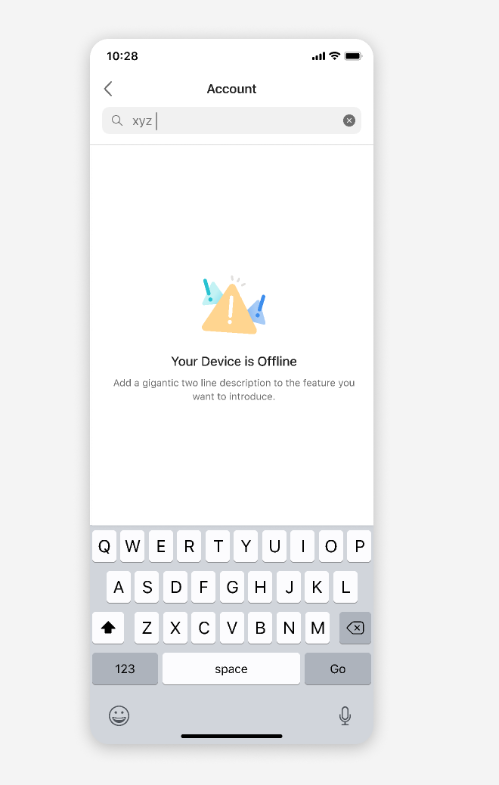 10:28
Account
xyz
Your Device is Offline
Add a gigantic two line description to the feature you
want to introduce.
Q W E R T Y U I O P
A S D F G H J K L
Z X C V B N M
123 space Go